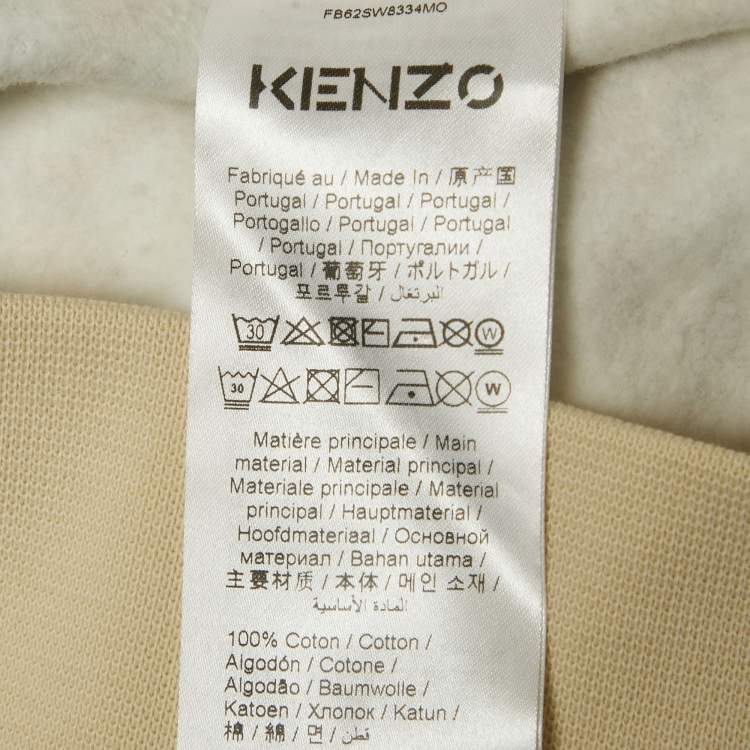 FB62SW8334MO
KENZO
Fabriqué au / Made In / 原产国
Portugal / Portugal / Portugal /
Portogallo / Portugal / Portugal
/ Portugal / Португалии /
Portugal / 葡萄牙 / ポルトガル /
포르투갈 / البرتغال
30 W
30 W
Matière principale / Main
material / Material principal /
Materiale principale / Material
principal / Hauptmaterial /
Hoofdmateriaal / Основной
материал / Bahan utama /
主要材质 / 本体 / 메인 소재 /
المادة الأساسية
100% Coton / Cotton /
Algodón / Cotone /
Algodão / Baumwolle /
Katoen / Хлопок / Katun /
棉 / 綿 / 면 / قطن